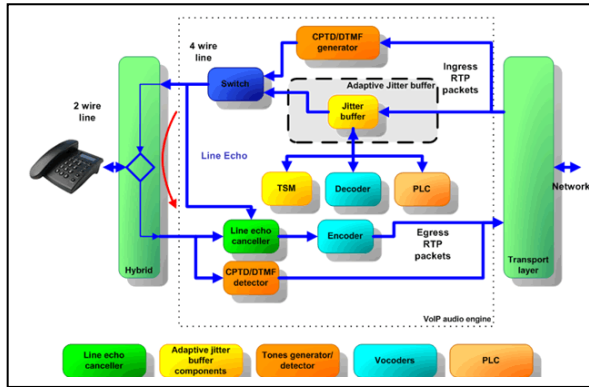 CPTD/DTMF
generator
4 wire
line
Ingress
RTP
packets
Switch
Adaptive Jitter buffer
Jitter
buffer
2 wire
line
Line Echo
TSM
Decoder
PLC
Network
Line echo
canceller
Encoder
Egress
RTP
packets
Hybrid
CPTD/DTMF
detector
Transport
layer
VoIP audio engine
Line echo
canceller
Adaptive jitter
buffer
components
Tones generator/
detector
Vocoders
PLC